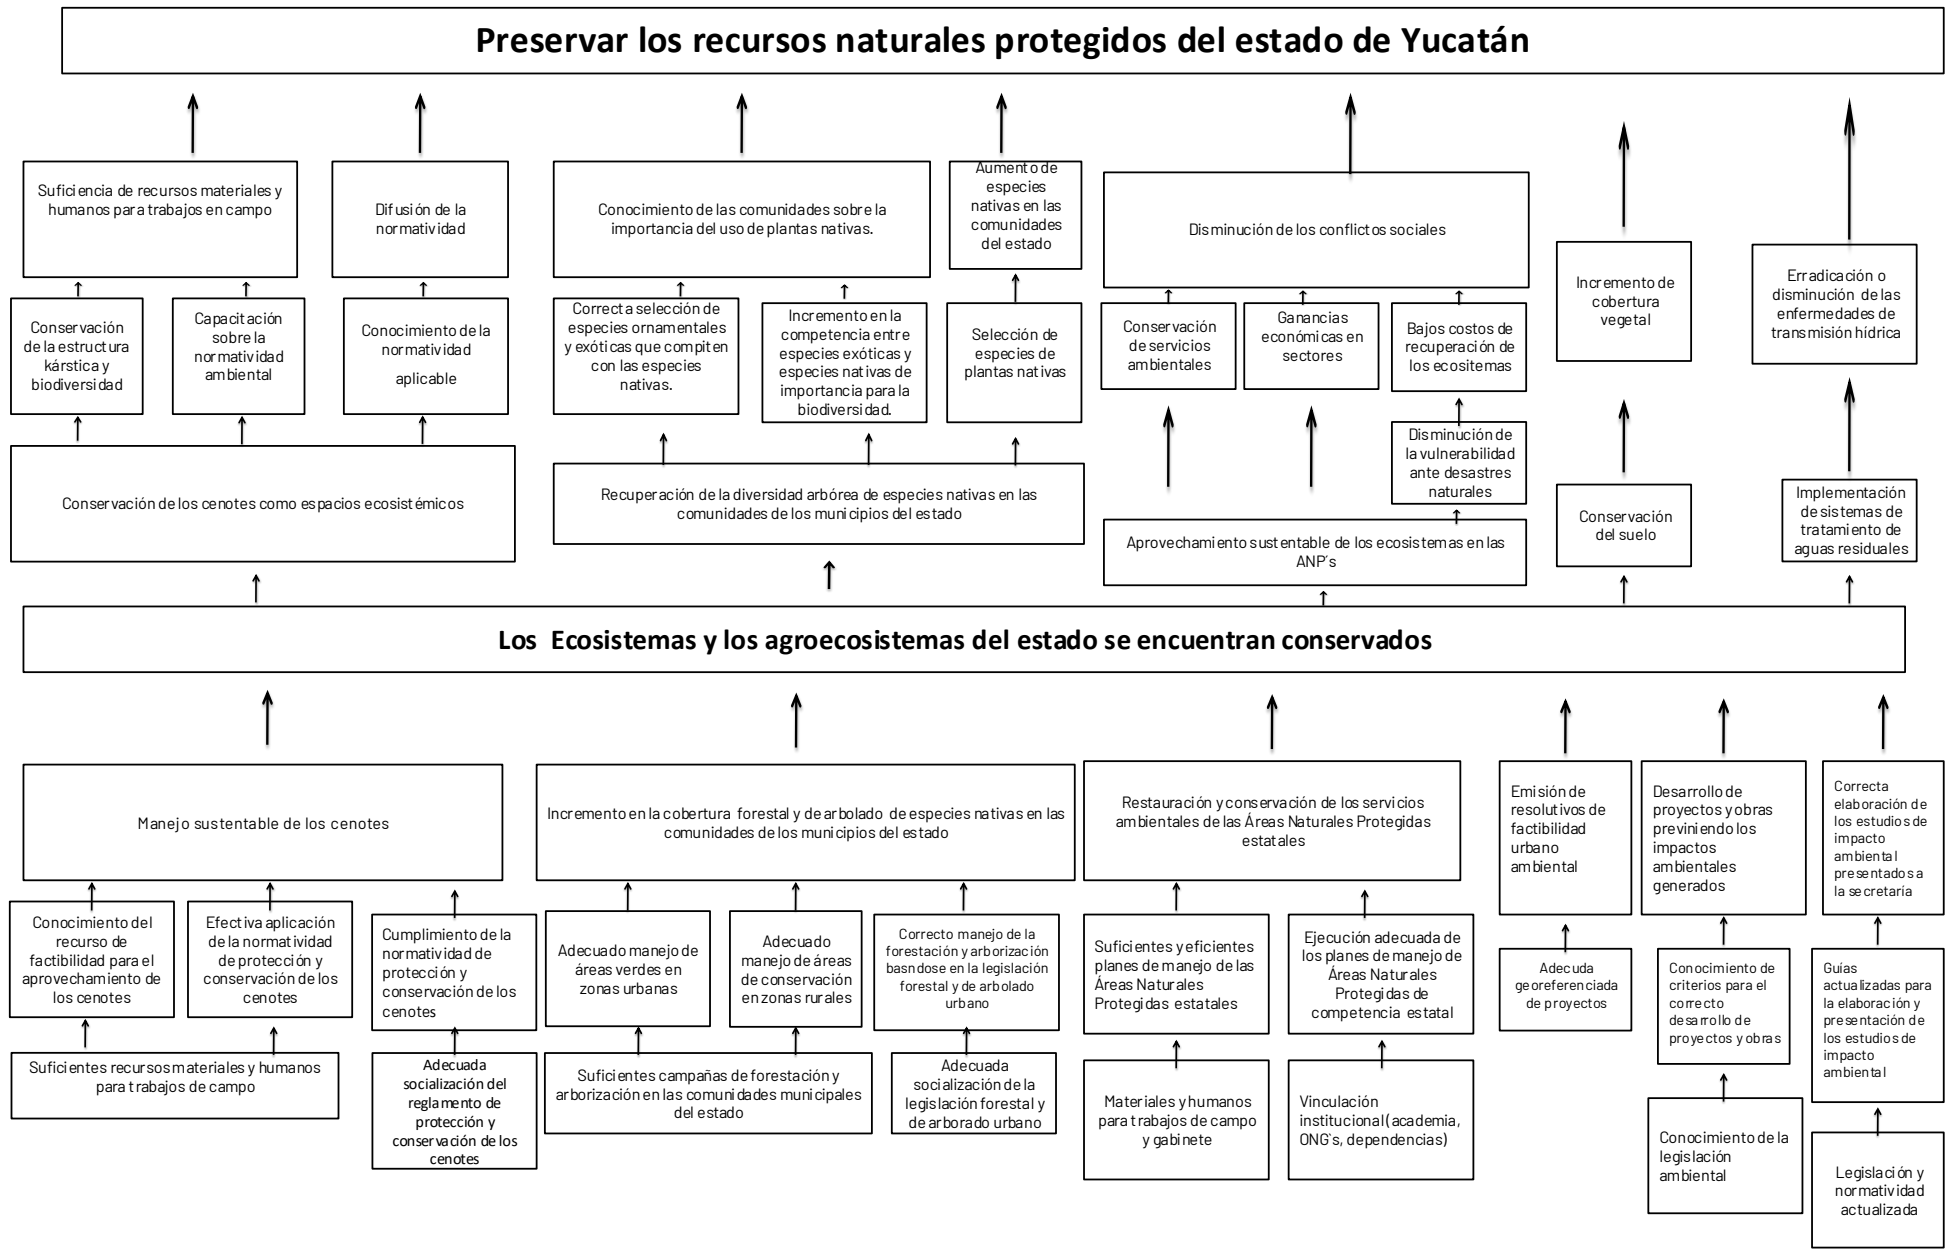 Preservar los recursos naturales protegidos del estado de Yucatán
Suficiencia de recursos materiales y
humanos para trabajos en campo
Difusión de la
normatividad
Conocimiento de las comunidades sobre la
importancia del uso de plantas nativas.
Aumento de
especies
nativas en las
comunidades
del estado
Disminución de los conflictos sociales
Incremento de
cobertura
vegetal
Erradicación o
disminución de las
enfermedades de
transmisión hídrica
Conservación
de la estructura
kárstica y
biodiversidad
Capacitación
sobre la
normatividad
ambiental
Conocimiento de la
normatividad
aplicable
Correcta selección de
especies ornamentales
y exóticas que compiten
con las especies
nativas.
Incremento en la
competencia entre
especies exóticas y
especies nativas de
importancia para la
biodiversidad.
Selección de
especies de
plantas nativas
Conservación
de servicios
ambientales
Ganancias
económicas en
sectores
Bajos costos de
recuperación de
los ecositemas
Disminución de
la vulnerabilidad
ante desastres
naturales
Conservación de los cenotes como espacios ecosistémicos
Recuperación de la diversidad arbórea de especies nativas en las
comunidades de los municipios del estado
Aprovechamiento sustentable de los ecosistemas en las
ANP´s
Conservación
del suelo
Implementación
de sistemas de
tratamiento de
aguas residuales
Los Ecosistemas y los agroecosistemas del estado se encuentran conservados
Manejo sustentable de los cenotes
Incremento en la cobertura forestal y de arbolado de especies nativas en las
comunidades de los municipios del estado
Restauración y conservación de los servicios
ambientales de las Áreas Naturales Protegidas
estatales
Emisión de
resolutivos de
factibilidad
urbano
ambiental
Desarrollo de
proyectos y obras
previniendo los
impactos
ambientales
generados
Correcta
elaboración de
los estudios de
impacto
ambiental
presentados a
la secretaría
Conocimiento del
recurso de
factibilidad para el
aprovechamiento de
los cenotes
Efectiva aplicación
de la normatividad
de protección y
conservación de los
cenotes
Cumplimiento de la
normatividad de
protección y
conservación de los
cenotes
Adecuado manejo de
áreas verdes en
zonas urbanas
Adecuado
manejo de áreas
de conservación
en zonas rurales
Correcto manejo de la
forestación y arborización
basndose en la legislación
forestal y de arbolado
urbano
Suficientes y eficientes
planes de manejo de las
Áreas Naturales
Protegidas estatales
Ejecución adecuada de
los planes de manejo de
Áreas Naturales
Protegidas de
competencia estatal
Adecuada
georeferenciada
de proyectos
Conocimiento de
criterios para el
correcto
desarrollo de
proyectos y obras
Guías
actualizadas para
la elaboración y
presentación de
los estudios de
impacto
ambiental
Suficientes recursos materiales y humanos
para trabajos de campo
Adecuada
socialización del
reglamento de
protección y
conservación de los
cenotes
Suficientes campañas de forestación y
arborización en las comunidades municipales
del estado
Adecuada
socialización de la
legislación forestal y
de arborado urbano
Materiales y humanos
para trabajos de campo
y gabinete
Vinculación
institucional (academia,
ONG`s, dependencias)
Conocimiento de la
legislación
ambiental
Legislación y
normatividad
actualizada